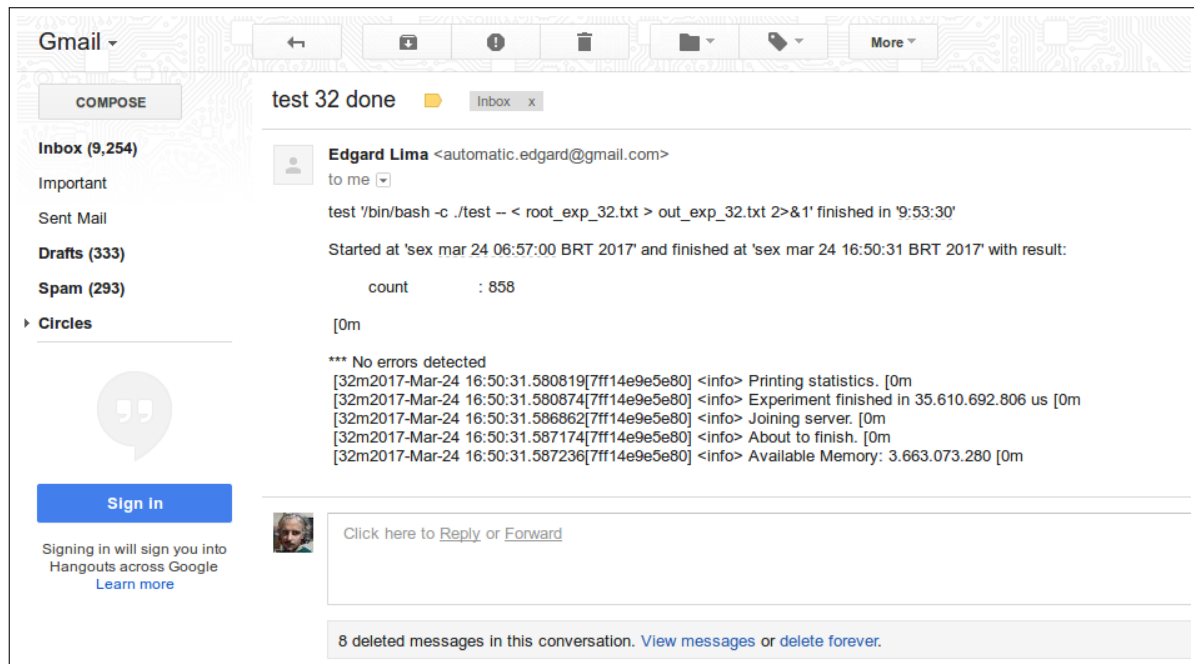 Gmail
More
COMPOSE
test 32 done
Inbox x
Inbox (9,254)
Important
Sent Mail
Drafts (333)
Spam (293)
Circles
Edgard Lima <automatic.edgard@gmail.com>
to me
test '/bin/bash -c ./test -- < root_exp_32.txt > out_exp_32.txt 2>&1' finished in '9:53:30'
Started at 'sex mar 24 06:57:00 BRT 2017' and finished at 'sex mar 24 16:50:31 BRT 2017' with result:
count : 858
[0m
*** No errors detected
[32m2017-Mar-24 16:50:31.580819[7ff14e9e5e80] <info> Printing statistics. [0m
[32m2017-Mar-24 16:50:31.580874[7ff14e9e5e80] <info> Experiment finished in 35.610.692.806 us [0m
[32m2017-Mar-24 16:50:31.586862[7ff14e9e5e80] <info> Joining server. [0m
[32m2017-Mar-24 16:50:31.587174[7ff14e9e5e80] <info> About to finish. [0m
[32m2017-Mar-24 16:50:31.587236[7ff14e9e5e80] <info> Available Memory: 3.663.073.280 [0m
Sign in
Signing in will sign you into
Hangouts across Google
Learn more
Click here to Reply or Forward
8 deleted messages in this conversation. View messages or delete forever.